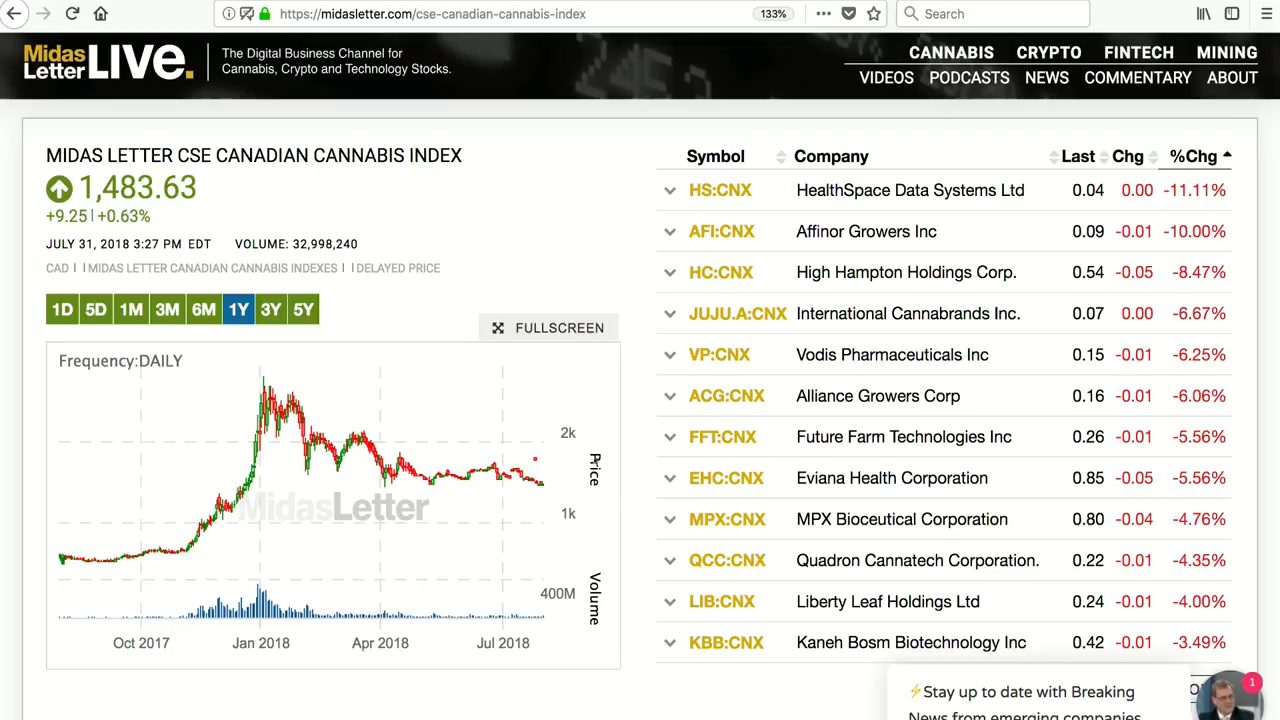 https://midasletter.com/cse-canadian-cannabis-index
133%
Search
Midas Letter LIVE.
The Digital Business Channel for
Cannabis, Crypto and Technology Stocks.
CANNABIS CRYPTO FINTECH MINING
VIDEOS PODCASTS NEWS COMMENTARY ABOUT
MIDAS LETTER CSE CANADIAN CANNABIS INDEX
1,483.63
+9.25 | +0.63%
JULY 31, 2018 3:27 PM EDT VOLUME: 32,998,240
CAD | | MIDAS LETTER CANADIAN CANNABIS INDEXES | | DELAYED PRICE
1D 5D 1M 3M 6M 1Y 3Y 5Y
FULLSCREEN
Frequency:DAILY
2k
Price
1k
MidasLetter
400M
Volume
Oct 2017 Jan 2018 Apr 2018 Jul 2018
Symbol Company Last Chg %Chg
HS:CNX HealthSpace Data Systems Ltd 0.04 0.00 -11.11%
AFI:CNX Affinor Growers Inc 0.09 -0.01 -10.00%
HC:CNX High Hampton Holdings Corp. 0.54 -0.05 -8.47%
JUJU.A:CNX International Cannabrands Inc. 0.07 0.00 -6.67%
VP:CNX Vodis Pharmaceuticals Inc 0.15 -0.01 -6.25%
ACG:CNX Alliance Growers Corp 0.16 -0.01 -6.06%
FFT:CNX Future Farm Technologies Inc 0.26 -0.01 -5.56%
EHC:CNX Eviana Health Corporation 0.85 -0.05 -5.56%
MPX:CNX MPX Bioceutical Corporation 0.80 -0.04 -4.76%
QCC:CNX Quadron Cannatech Corporation. 0.22 -0.01 -4.35%
LIB:CNX Liberty Leaf Holdings Ltd 0.24 -0.01 -4.00%
KBB:CNX Kaneh Bosm Biotechnology Inc 0.42 -0.01 -3.49%
⚡Stay up to date with Breaking
News from emerging companies
1